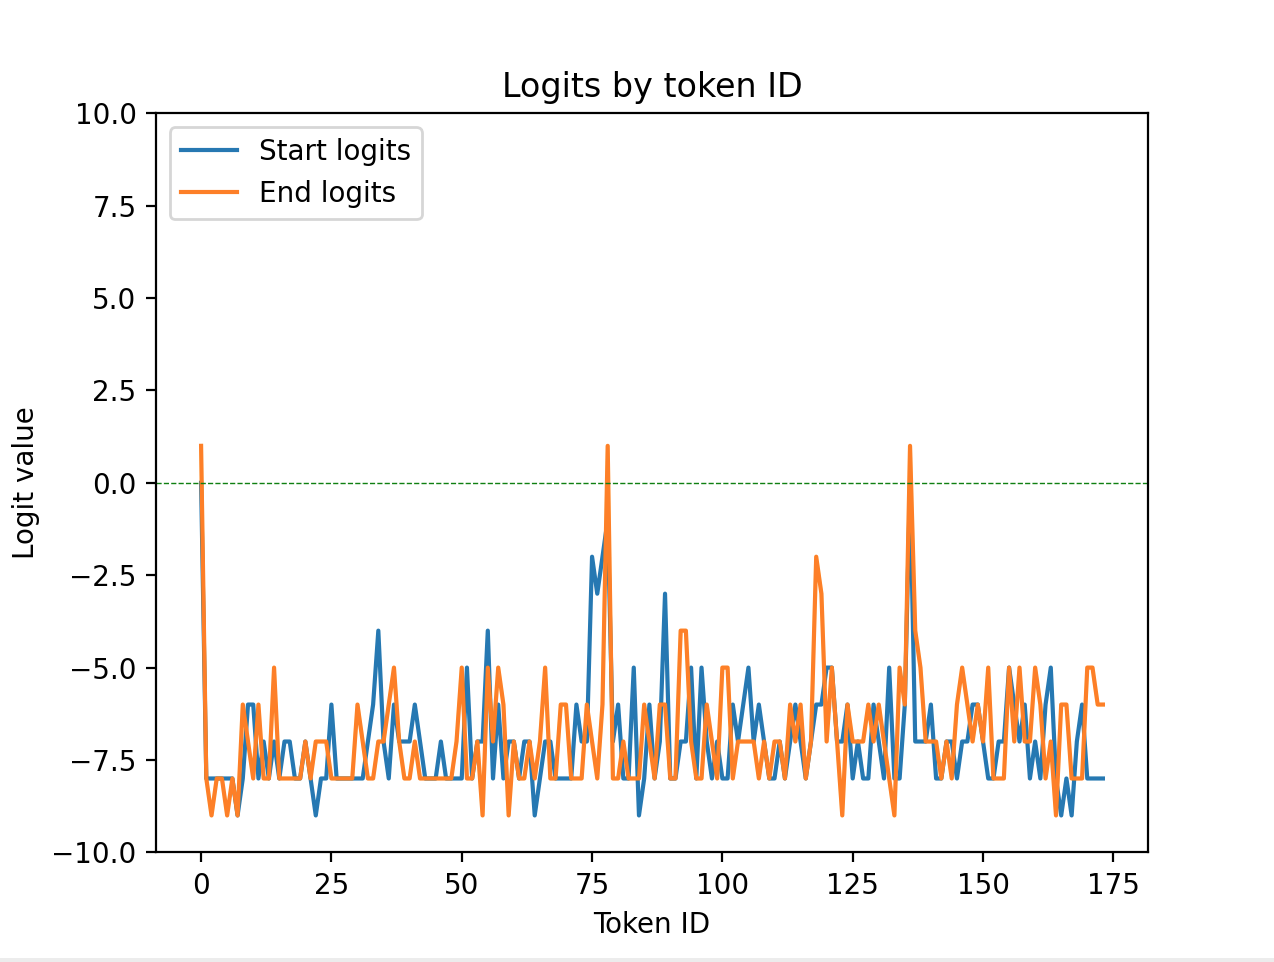 Logits by token ID
10.0
7.5
5.0
2.5
0.0
−2.5
−5.0
−7.5
−10.0
Logit value
Start logits
End logits
0 25 50 75 100 125 150 175
Token ID